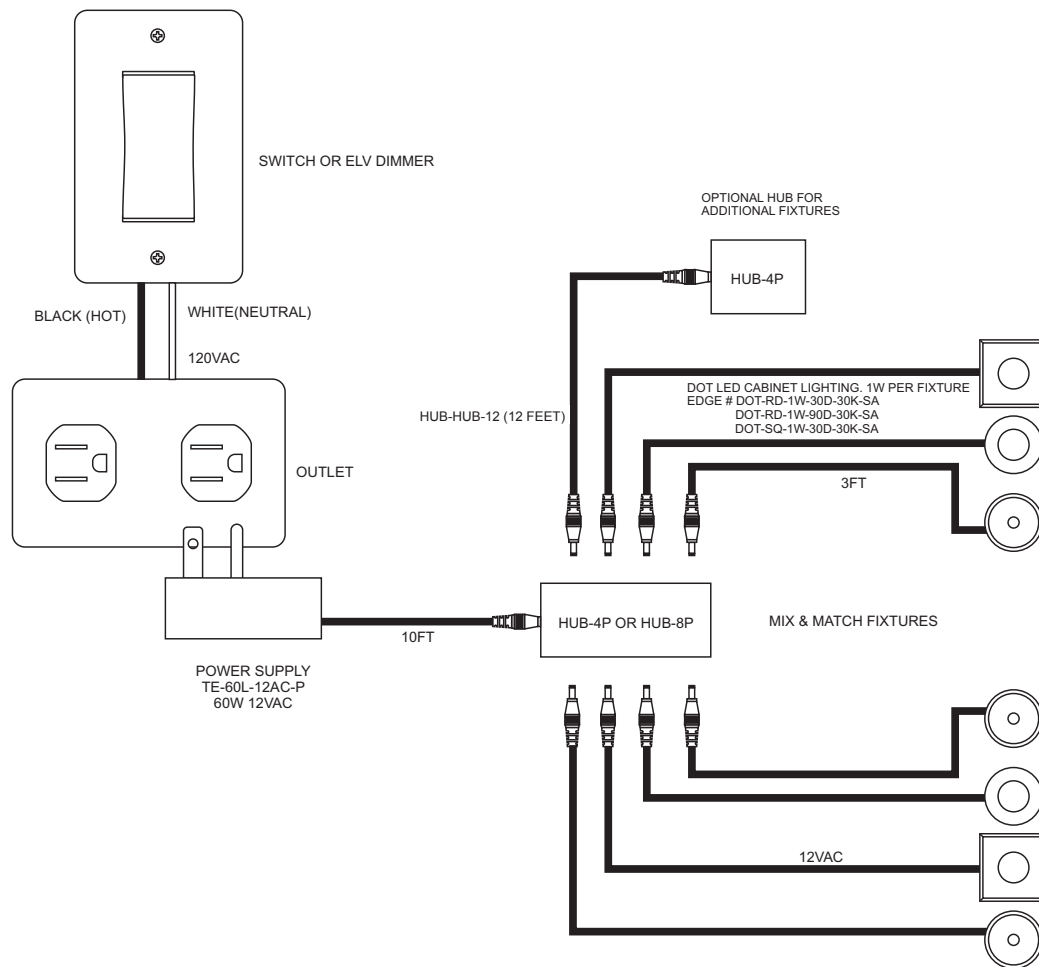 SWITCH OR ELV DIMMER
BLACK (HOT)
WHITE(NEUTRAL)
120VAC
OUTLET
POWER SUPPLY
TE-60L-12AC-P
60W 12VAC
10FT
OPTIONAL HUB FOR
ADDITIONAL FIXTURES
HUB-4P
HUB-HUB-12 (12 FEET)
DOT LED CABINET LIGHTING. 1W PER FIXTURE
EDGE # DOT-RD-1W-30D-30K-SA
DOT-RD-1W-90D-30K-SA
DOT-SQ-1W-30D-30K-SA
3FT
HUB-4P OR HUB-8P
MIX & MATCH FIXTURES
12VAC